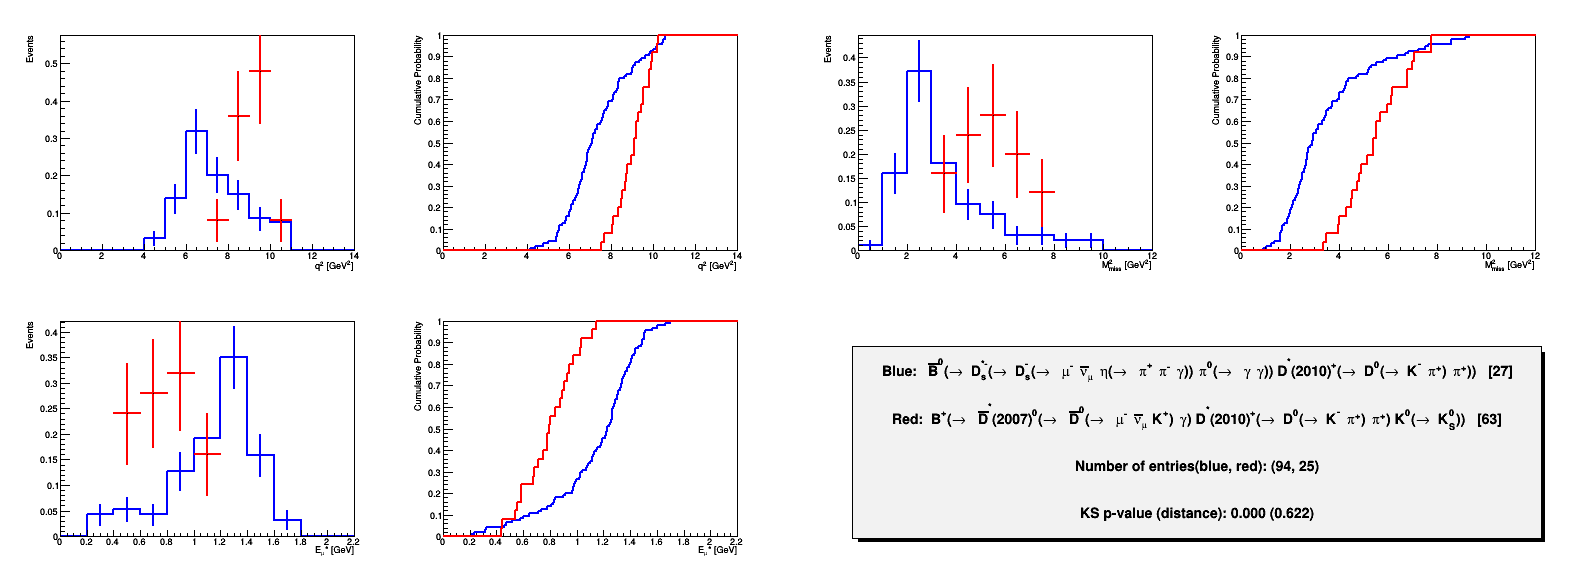 Events
0.5
0.4
0.3
0.2
0.1
0
0 2 4 6 8 10 12 14
q² [GeV²]
Cumulative Probability
1
0.9
0.8
0.7
0.6
0.5
0.4
0.3
0.2
0.1
0
0 2 4 6 8 10 12 14
q² [GeV²]
Events
0.4
0.35
0.3
0.25
0.2
0.15
0.1
0.05
0
0 2 4 6 8 10 12
M²miss [GeV²]
Cumulative Probability
1
0.9
0.8
0.7
0.6
0.5
0.4
0.3
0.2
0.1
0
0 2 4 6 8 10 12
M²miss [GeV²]
Events
0.4
0.35
0.3
0.25
0.2
0.15
0.1
0.05
0
0 0.2 0.4 0.6 0.8 1 1.2 1.4 1.6 1.8 2 2.2
Eμ* [GeV]
Cumulative Probability
1
0.9
0.8
0.7
0.6
0.5
0.4
0.3
0.2
0.1
0
0 0.2 0.4 0.6 0.8 1 1.2 1.4 1.6 1.8 2 2.2
Eμ* [GeV]
Blue: B̅⁰(→ Dₛ*⁻(→ Dₛ⁻(→ μ⁻ ν̅μ η(→ π⁺ π⁻ γ)) π⁰(→ γ γ)) D*(2010)⁺(→ D⁰(→ K⁻ π⁺) π⁺)) [27]
Red: B⁺(→ D̅*(2007)⁰(→ D̅⁰(→ μ⁻ ν̅μ K⁺) γ) D*(2010)⁺(→ D⁰(→ K⁻ π⁺) π⁺) K⁰(→ K⁰S)) [63]
Number of entries(blue, red): (94, 25)
KS p-value (distance): 0.000 (0.622)